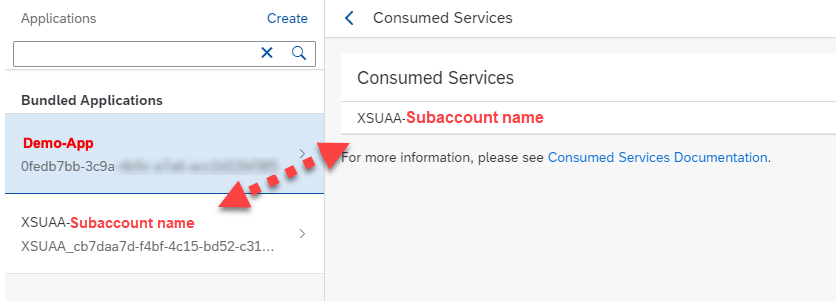 Applications
Create
Bundled Applications
Demo-App
0fedb7bb-3c9a
XSUAA-Subaccount name
XSUAA_cb7daa7d-f4bf-4c15-bd52-c31...
Consumed Services
Consumed Services
XSUAA-Subaccount name
For more information, please see Consumed Services Documentation.